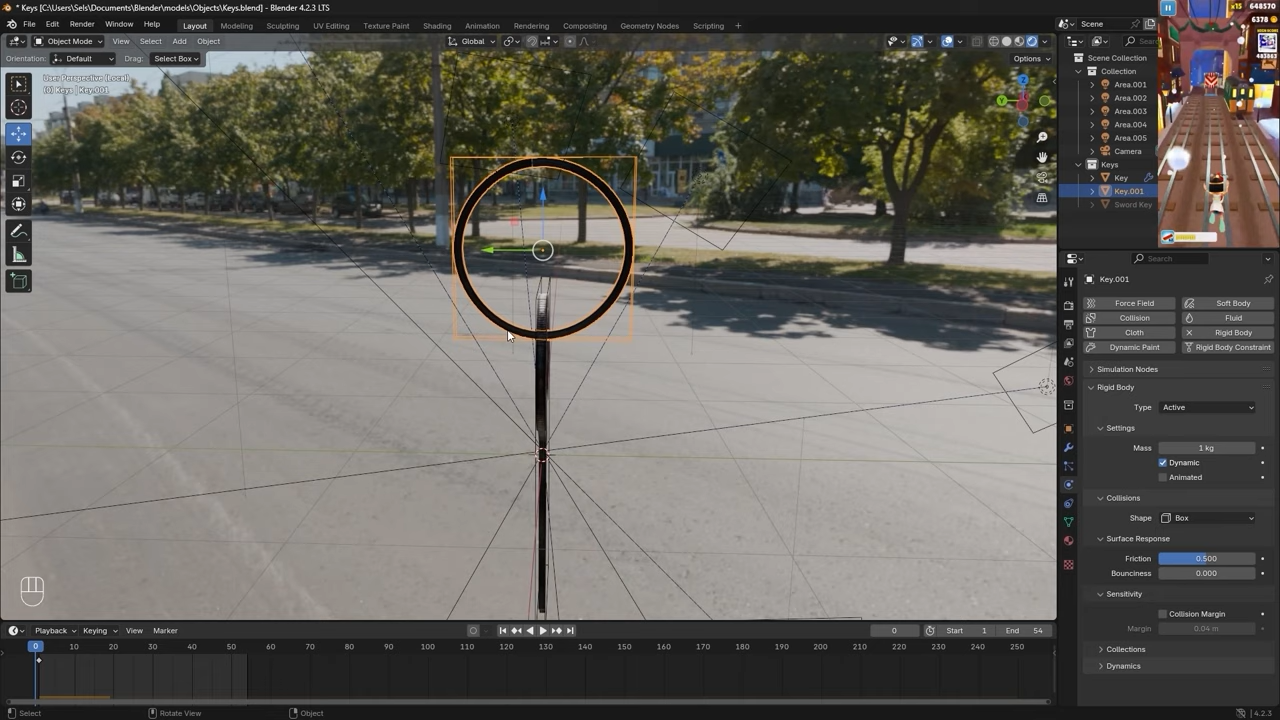 * Keys [C:\Users\Sels\Documents\Blender\models\Objects\Keys.blend] - Blender 4.2.3 LTS
File Edit Render Window Help
Layout Modeling Sculpting UV Editing Texture Paint Shading Animation Rendering Compositing Geometry Nodes Scripting
Scene
Object Mode View Select Add Object Global
Orientation: Default Drag: Select Box Options
User Perspective (Local)
(0) Keys | Key.001
Scene Collection
Collection
Area.001
Area.002
Area.003
Area.004
Area.005
Camera
Keys
Key
Key.001
Sword Key
x15 648570
6378
Search
Key.001
Force Field Soft Body
Collision Fluid
Cloth Rigid Body
Dynamic Paint Rigid Body Constraint
Simulation Nodes
Rigid Body
Type Active
Settings
Mass 1 kg
Dynamic
Animated
Collisions
Shape Box
Surface Response
Friction 0.500
Bounciness 0.000
Sensitivity
Collision Margin
Margin 0.04 m
Collections
Dynamics
Playback Keying View Marker 0 Start 1 End 54
0 10 20 30 40 50 60 70 80 90 100 110 120 130 140 150 160 170 180 190 200 210 220 230 240 250
Select Rotate View Object 4.2.3